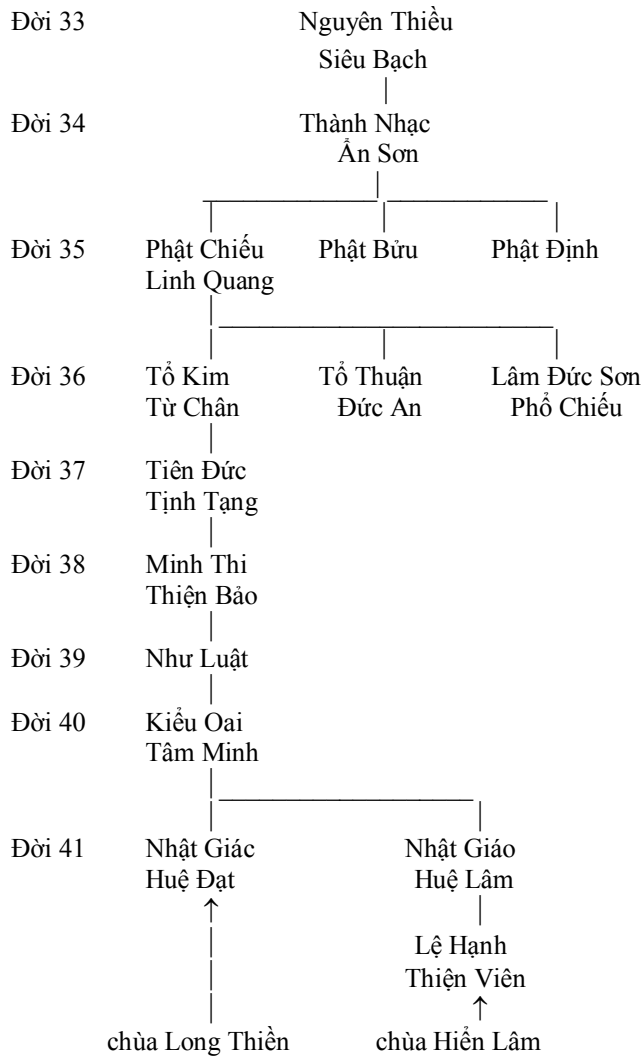 Đời 33 Nguyên Thiều
Siêu Bạch
Đời 34 Thành Nhạc
Ẩn Sơn
Đời 35 Phật Chiếu Phật Bửu Phật Định
Linh Quang
Đời 36 Tổ Kim Tổ Thuận Lâm Đức Sơn
Từ Chân Đức An Phổ Chiếu
Đời 37 Tiên Đức
Tịnh Tạng
Đời 38 Minh Thi
Thiện Bảo
Đời 39 Như Luật
Đời 40 Kiểu Oai
Tâm Minh
Đời 41 Nhật Giác Nhật Giáo
Huệ Đạt Huệ Lâm
Lệ Hạnh
Thiện Viên
chùa Long Thiền chùa Hiển Lâm